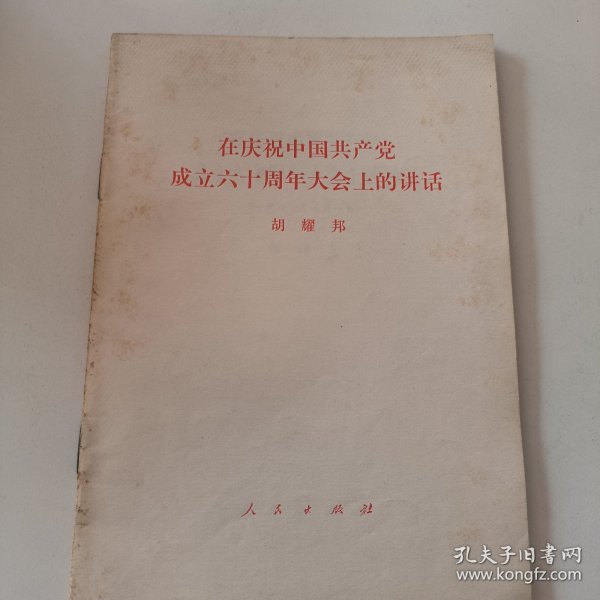 在庆祝中国共产党
成立六十周年大会上的讲话
胡耀邦
人民出版社
孔夫子旧书网
www.kongfz.com